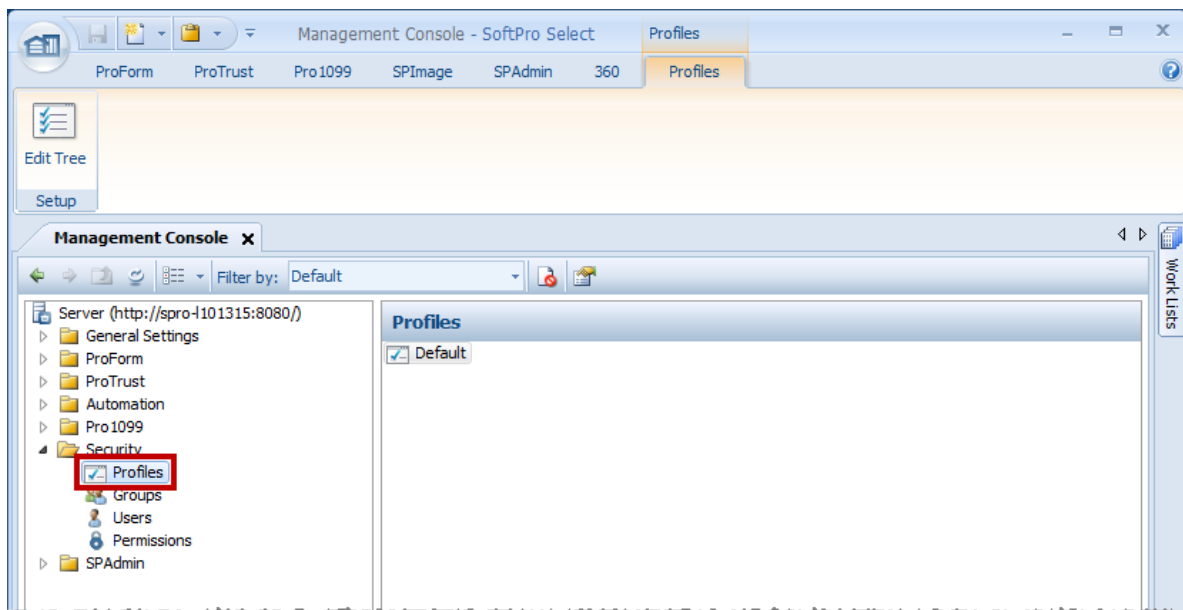 Management Console - SoftPro Select
Profiles
ProForm ProTrust Pro1099 SPImage SPAdmin 360 Profiles
Edit Tree
Setup
Management Console
Filter by: Default
Work Lists
Server (http://spro-l101315:8080/)
General Settings
ProForm
ProTrust
Automation
Pro1099
Security
Profiles
Groups
Users
Permissions
SPAdmin
Profiles
Default